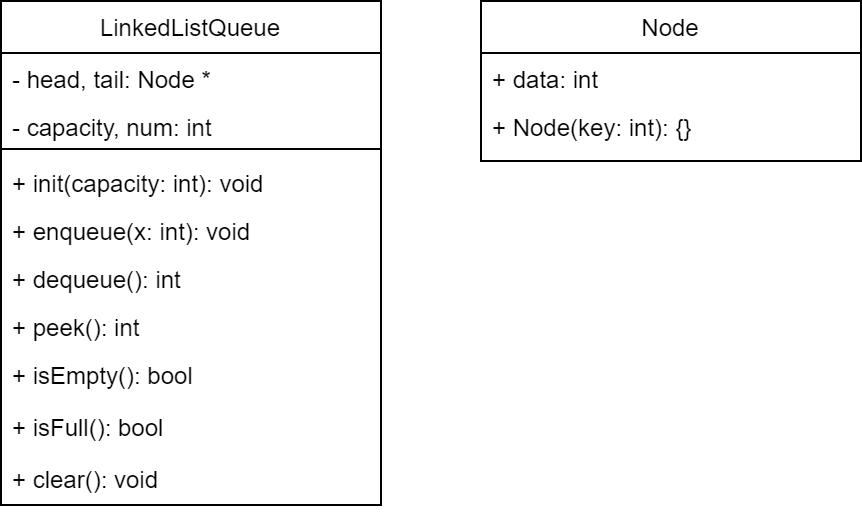 LinkedListQueue
- head, tail: Node *
- capacity, num: int
+ init(capacity: int): void
+ enqueue(x: int): void
+ dequeue(): int
+ peek(): int
+ isEmpty(): bool
+ isFull(): bool
+ clear(): void
Node
+ data: int
+ Node(key: int): {}